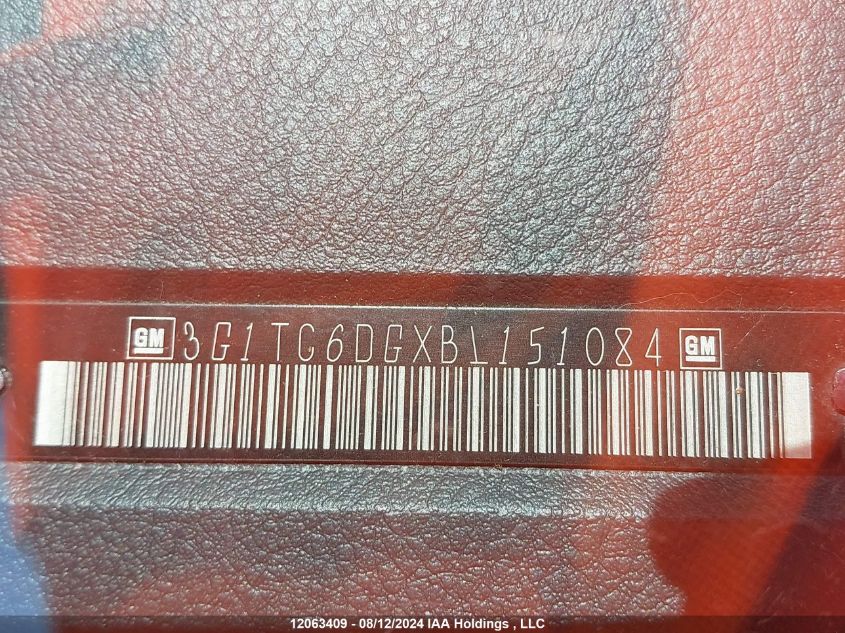 GM 3G1TC6DGXBL151084 GM
12063409 - 08/12/2024 IAA Holdings , LLC